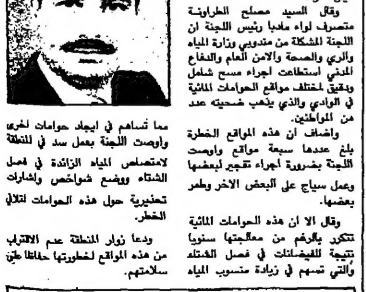 وقال السيد مصلح الطراونة
متصرف لواء مادبا رئيس اللجنة ان
اللجنة المشكلة من مندوبي وزارة المياه
والري والصحة والامن العام والدفاع
المدني استطاعت اجراء مسح شامل
ودقيق لمختلف مواقع الحوامات المائية
في الوادي والذي يذهب ضحيته عدد
من المواطنين.
واضاف ان هذه المواقع الخطرة
بلغ عددها سبعة مواقع واوصت
اللجنة بضرورة اجراء تفجير لبعضها
وعمل سياج على البعض الاخر وطمر
بعضها.
وقال الا ان هذه الحوامات المائية
تتكرر بالرغم من معالجتها سنويا
نتيجة للفيضانات في فصل الشتاء
والتي تسهم في زيادة منسوب المياه
مما تساهم في ايجاد حوامات اخرى
واوصت اللجنة بعمل سد في المنطقة
لامتصاص المياه الزائدة في فصل
الشتاء ووضع شواخص واشارات
تحذيرية حول هذه الحوامات لتلافي
الخطر.
ودعا زوار المنطقة عدم الاقتراب
من هذه المواقع لخطورتها حفاظا على
سلامتهم.